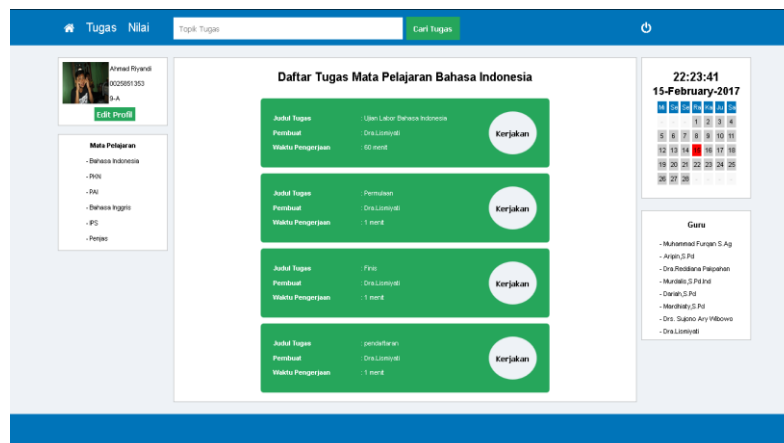 Tugas Nilai
Topik Tugas
Cari Tugas
Ahmad Riyandi
0025851353
9-A
Edit Profil
Mata Pelajaran
- Bahasa Indonesia
- PKN
- PAI
- Bahasa Inggris
- IPS
- Penjas
Daftar Tugas Mata Pelajaran Bahasa Indonesia
Judul Tugas : Ujian Labor Bahasa Indonesia
Pembuat : Dra.Lismiyati
Waktu Pengerjaan : 60 menit
Kerjakan
Judul Tugas : Permulaan
Pembuat : Dra.Lismiyati
Waktu Pengerjaan : 1 menit
Kerjakan
Judul Tugas : Finis
Pembuat : Dra.Lismiyati
Waktu Pengerjaan : 1 menit
Kerjakan
Judul Tugas : pendaftaran
Pembuat : Dra.Lismiyati
Waktu Pengerjaan : 1 menit
Kerjakan
22:23:41
15-February-2017
Mi Se Se Ra Ka Ju Sa
- - - 1 2 3 4
5 6 7 8 9 10 11
12 13 14 15 16 17 18
19 20 21 22 23 24 25
26 27 28 - - - -
Guru
- Muhammad Furqan S.Ag
- Aripin,S.Pd
- Dra.Reddiana Palpahan
- Murdalis,S.Pd.Ind
- Dariah,S.Pd
- Mardhiaty,S.Pd
- Drs. Sujono Ary Wibowo
- Dra.Lismiyati